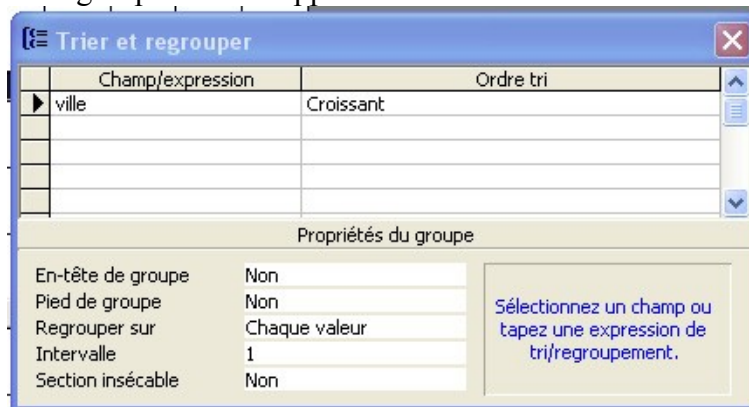 Trier et regrouper
Champ/expression Ordre tri
ville Croissant
Propriétés du groupe
En-tête de groupe Non
Pied de groupe Non
Regrouper sur Chaque valeur
Intervalle 1
Section insécable Non
Sélectionnez un champ ou
tapez une expression de
tri/regroupement.